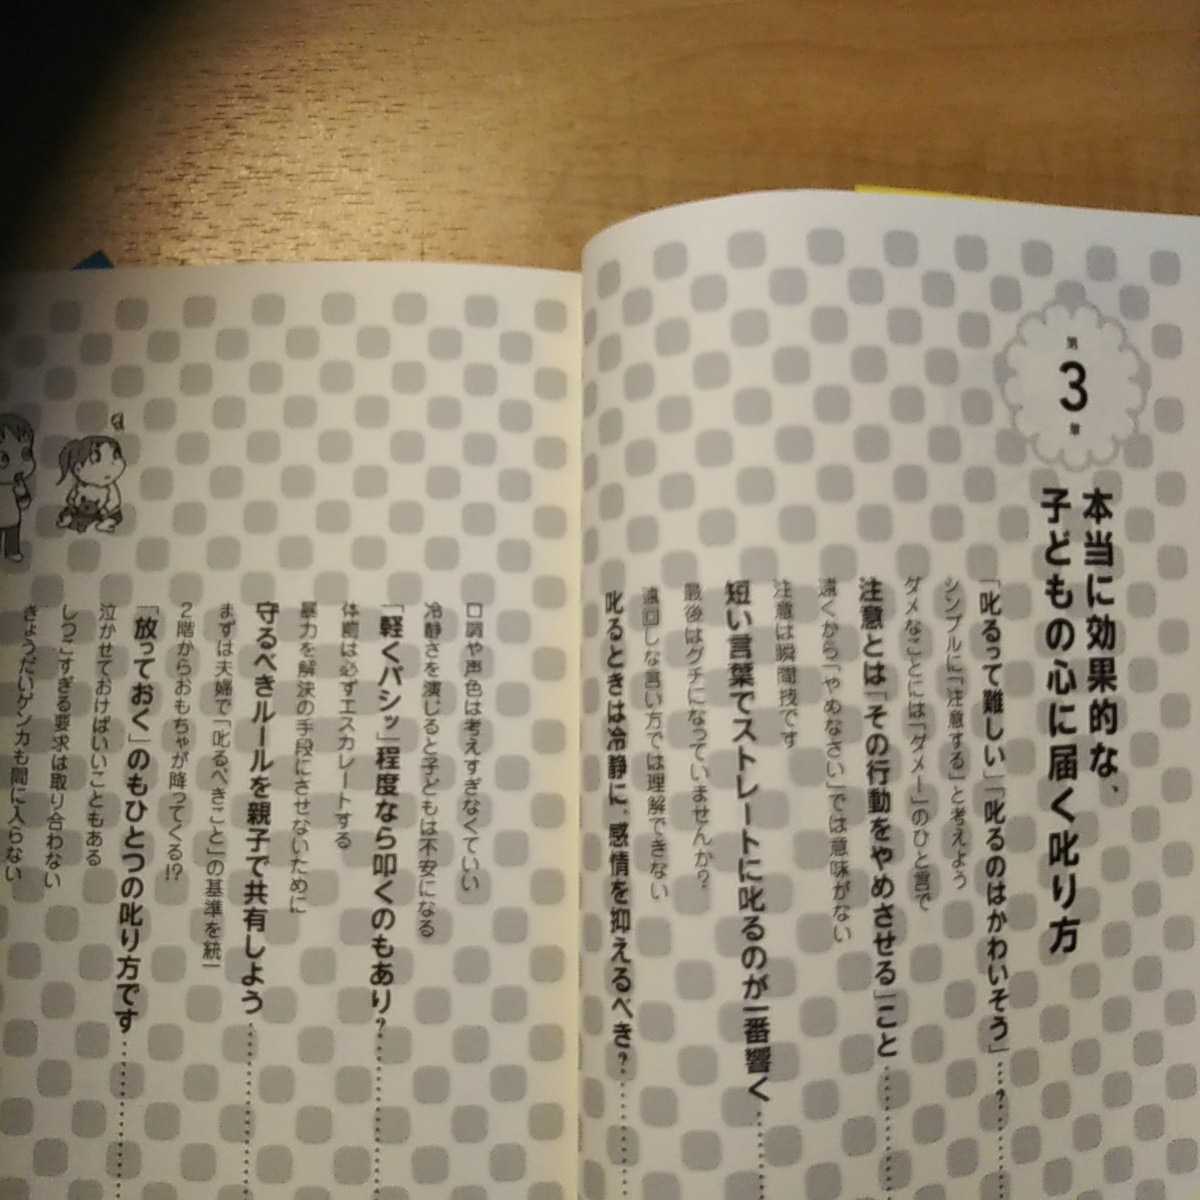 第
3
章
本当に効果的な、
子どもの心に届く叱り方
「叱るって難しい」「叱るのはかわいそう」…?
シンプルに「注意する」と考えよう
ダメなことには「ダメー」のひと言で
注意とは「その行動をやめさせる」こと
遠くから「やめなさい」では意味がない
注意は瞬間技です
短い言葉でストレートに叱るのが一番響く
最後はグチになっていませんか?
遠回しな言い方では理解できない
叱るときは冷静に、感情を抑えるべき?
口調や声色は考えすぎなくていい
冷静さを演じると子どもは不安になる
「軽くバシッ」程度なら叩くのもあり?
体罰は必ずエスカレートする
暴力を解決の手段にさせないために
守るべきルールを親子で共有しよう
まずは夫婦で「叱るべきこと」の基準を統一
2階からおもちゃが降ってくる!?
「放っておく」のもひとつの叱り方です
泣かせておけばいいこともある
しつこすぎる要求は取り合わない
きょうだいゲンカも間に入らない